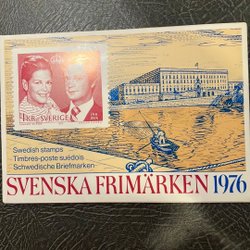 1 KR SVERIGE
Swedish stamps
Timbres-poste suédois
Schwedische Briefmarken
SVENSKA FRIMÄRKEN 1976